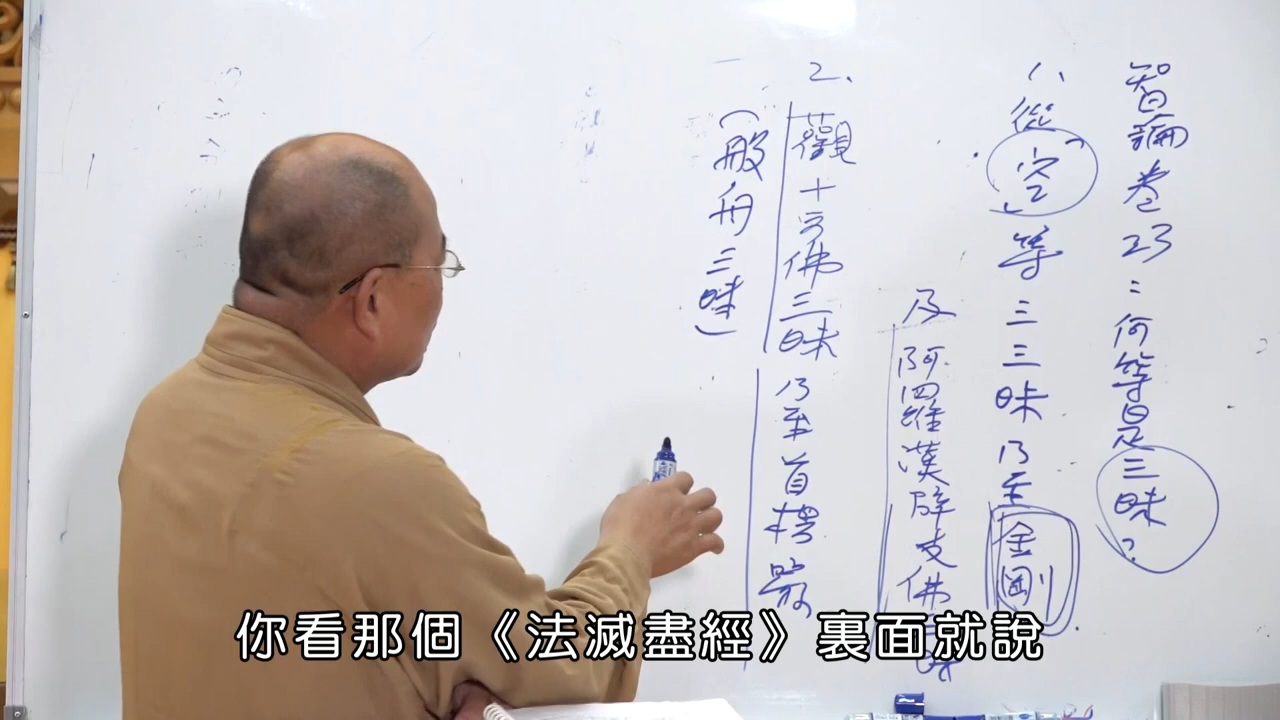 智論卷23：何等是三昧？
1、從「空」等三三昧乃至金剛
及阿羅漢辟支佛三昧
2、觀十方佛三昧乃至首楞嚴
（般舟三昧）
你看那個《法滅盡經》裏面就說